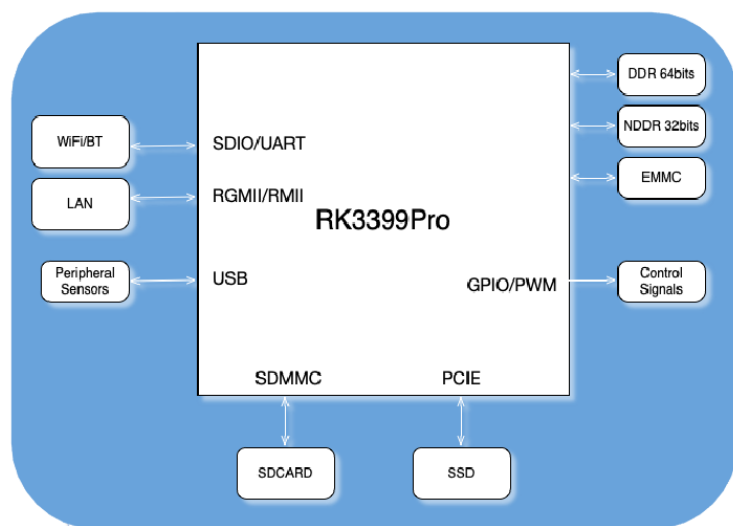 DDR 64bits
NDDR 32bits
WiFi/BT
SDIO/UART
EMMC
LAN
RGMII/RMII
RK3399Pro
Peripheral
Sensors
USB
GPIO/PWM
Control
Signals
SDMMC
PCIE
SDCARD
SSD